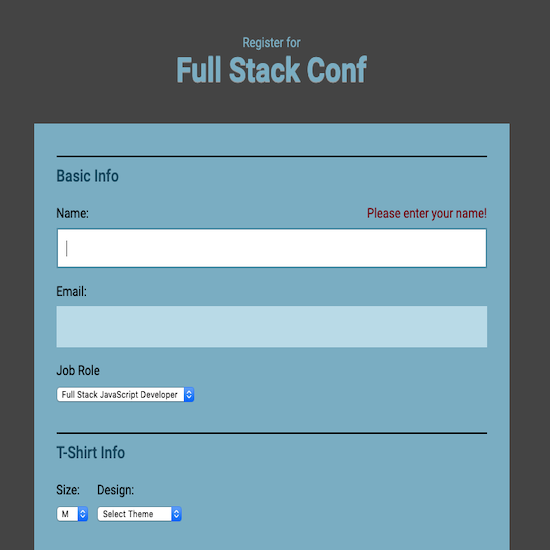 Register for
Full Stack Conf
Basic Info
Name: Please enter your name!
Email:
Job Role
Full Stack JavaScript Developer
T-Shirt Info
Size: Design:
M Select Theme